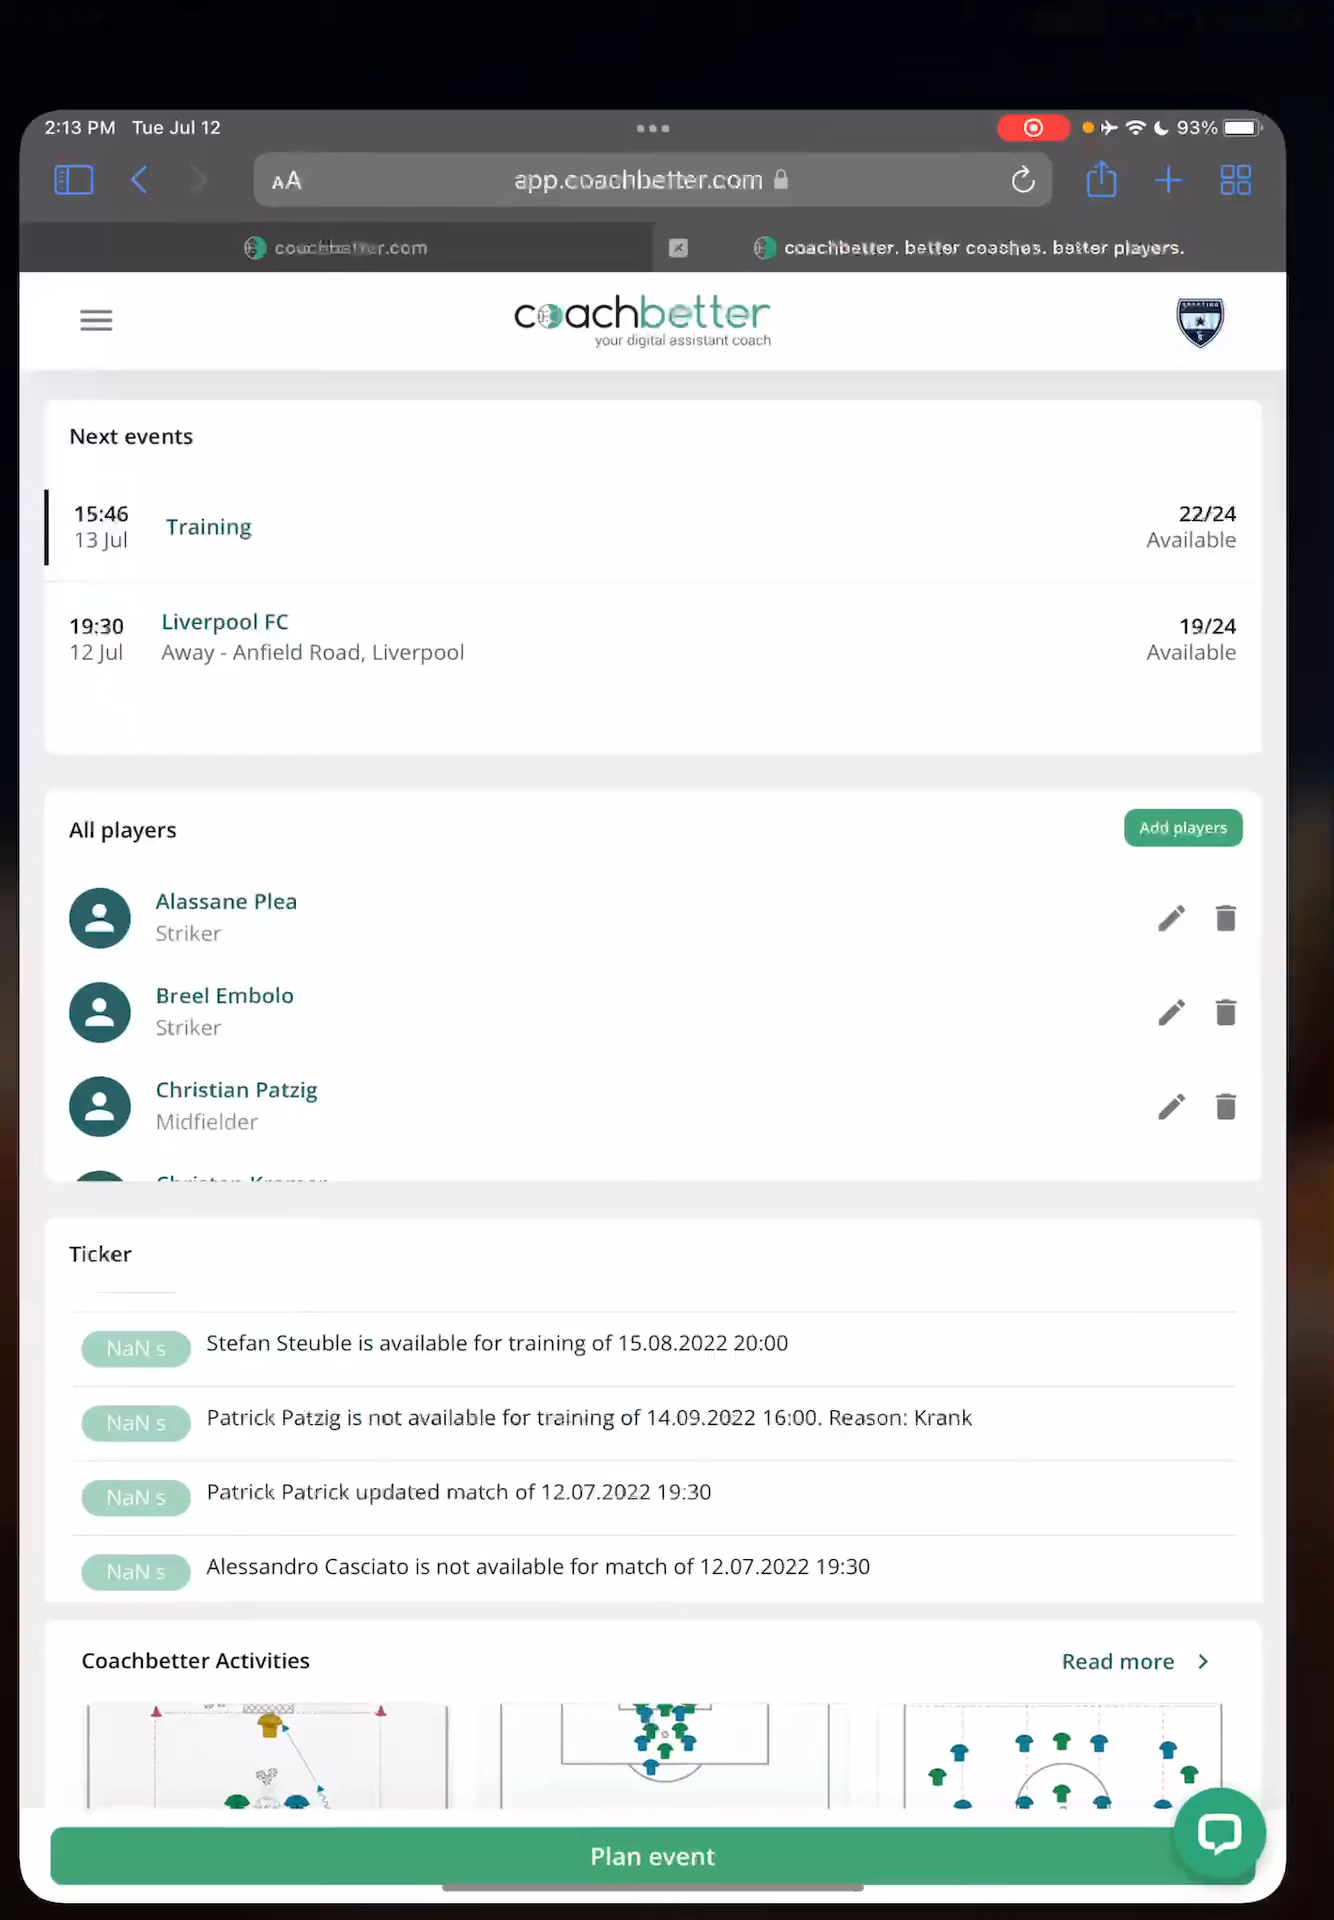 2:13 PM Tue Jul 12
93%
AA
app.coachbetter.com
coachbetter.com
coachbetter. better coaches. better players.
coachbetter
your digital assistant coach
Next events
15:46
13 Jul
Training
22/24
Available
19:30
12 Jul
Liverpool FC
Away - Anfield Road, Liverpool
19/24
Available
All players
Add players
Alassane Plea
Striker
Breel Embolo
Striker
Christian Patzig
Midfielder
Ticker
NaN s Stefan Steuble is available for training of 15.08.2022 20:00
NaN s Patrick Patzig is not available for training of 14.09.2022 16:00. Reason: Krank
NaN s Patrick Patrick updated match of 12.07.2022 19:30
NaN s Alessandro Casciato is not available for match of 12.07.2022 19:30
Coachbetter Activities
Read more
Plan event